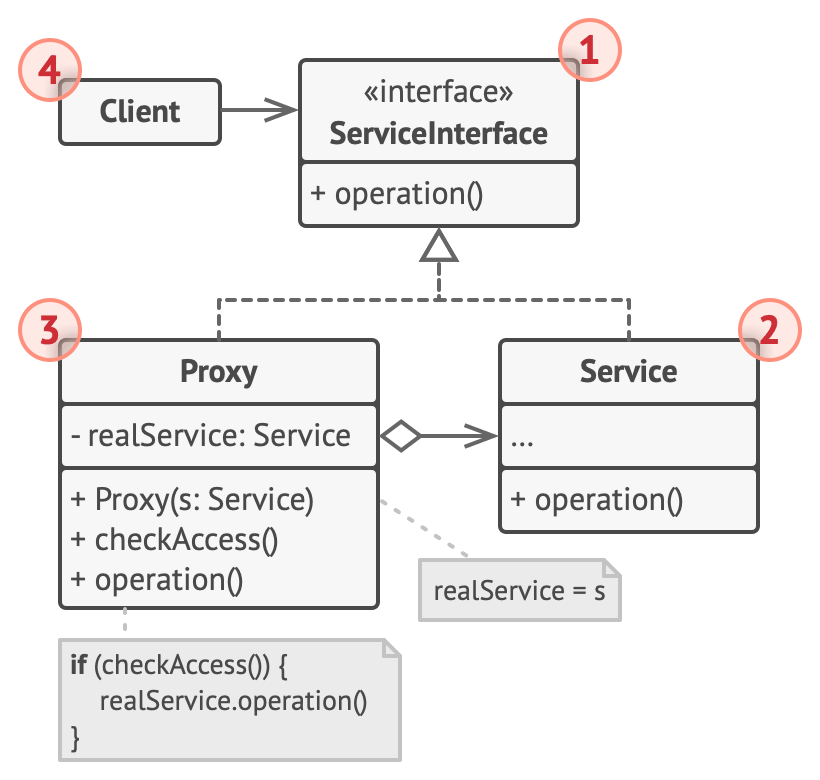 1
4
Client
«interface»
ServiceInterface
+ operation()
3
Proxy
- realService: Service
+ Proxy(s: Service)
+ checkAccess()
+ operation()
2
Service
...
+ operation()
realService = s
if (checkAccess()) {
realService.operation()
}